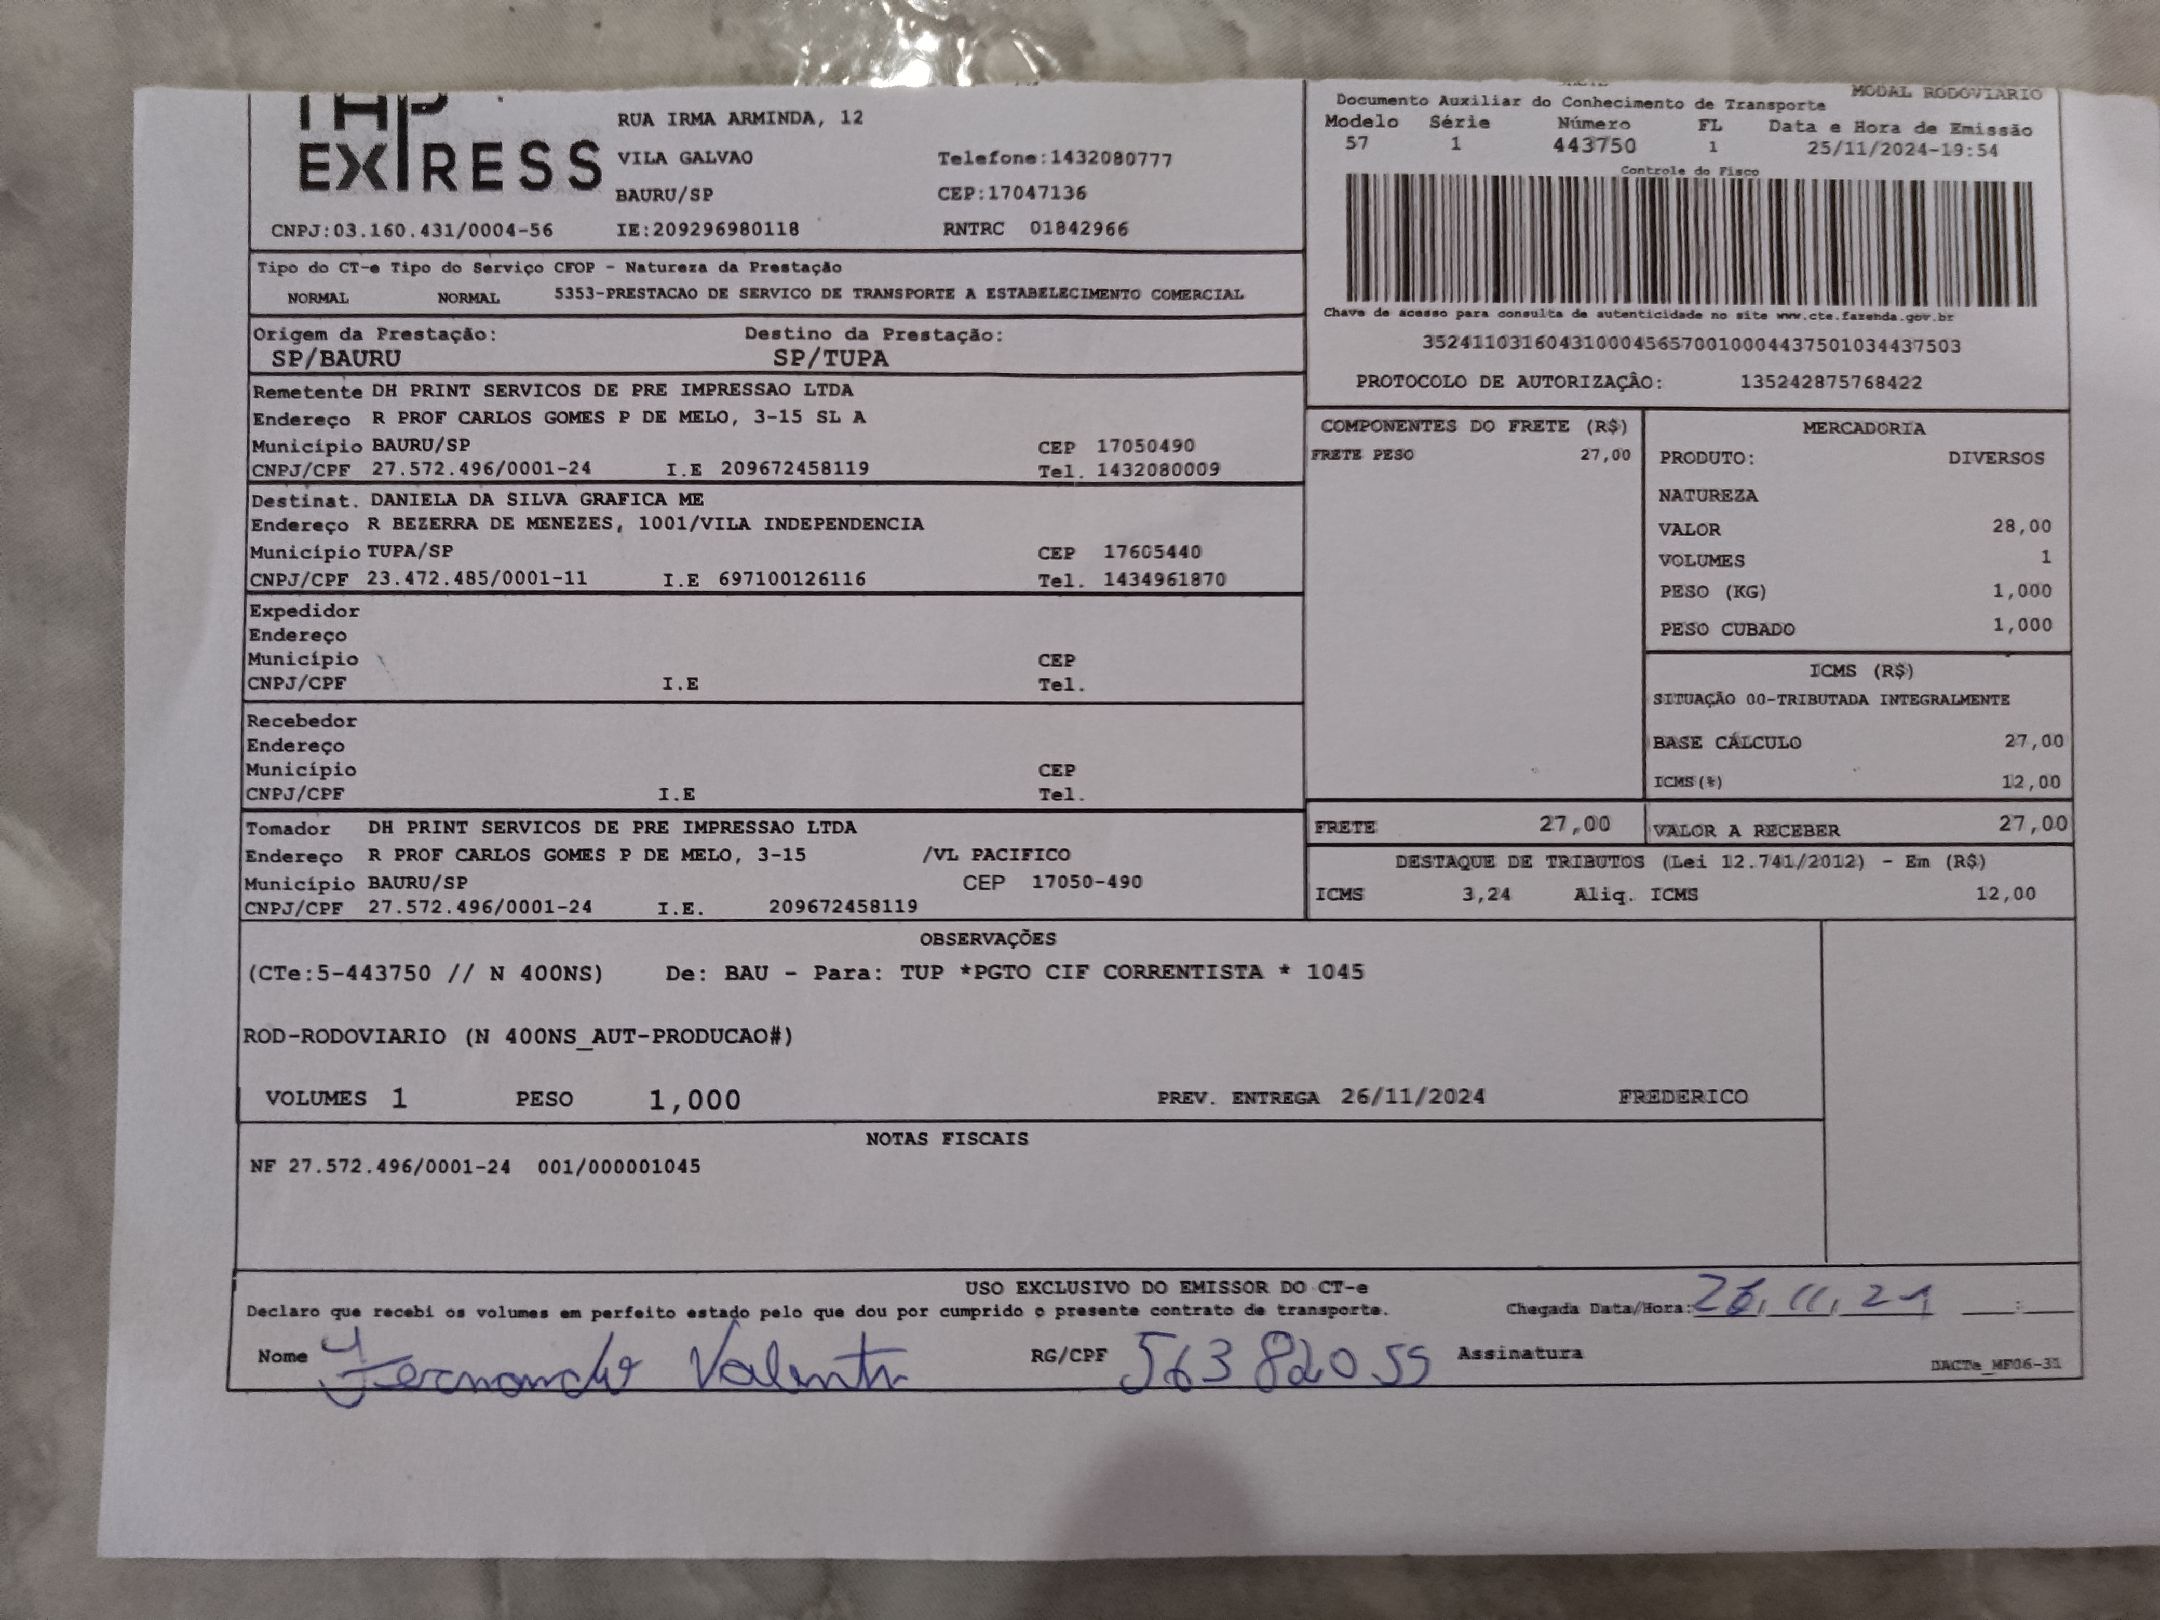 EXPRESS
RUA IRMA ARMINDA, 12
VILA GALVAO Telefone:1432080777
BAURU/SP CEP:17047136
CNPJ:03.160.431/0004-56 IE:209296980118 RNTRC 01842966
MODAL RODOVIARIO
Documento Auxiliar do Conhecimento de Transporte
Modelo Série Número FL Data e Hora de Emissão
57 1 443750 1 25/11/2024-19:54
Controle do Fisco
Chave de acesso para consulta de autenticidade no site www.cte.fazenda.gov.br
35241103160431000456570010004437501034437503
PROTOCOLO DE AUTORIZAÇÂO: 135242875768422
Tipo do CT-e Tipo do Serviço CFOP - Natureza da Prestação
NORMAL NORMAL 5353-PRESTACAO DE SERVICO DE TRANSPORTE A ESTABELECIMENTO COMERCIAL
Origem da Prestação: Destino da Prestação:
SP/BAURU SP/TUPA
Remetente DH PRINT SERVICOS DE PRE IMPRESSAO LTDA
Endereço R PROF CARLOS GOMES P DE MELO, 3-15 SL A
Município BAURU/SP CEP 17050490
CNPJ/CPF 27.572.496/0001-24 I.E 209672458119 Tel. 1432080009
Destinat. DANIELA DA SILVA GRAFICA ME
Endereço R BEZERRA DE MENEZES, 1001/VILA INDEPENDENCIA
Município TUPA/SP CEP 17605440
CNPJ/CPF 23.472.485/0001-11 I.E 697100126116 Tel. 1434961870
Expedidor
Endereço
Município CEP
CNPJ/CPF I.E Tel.
Recebedor
Endereço
Município CEP
CNPJ/CPF I.E Tel.
Tomador DH PRINT SERVICOS DE PRE IMPRESSAO LTDA
Endereço R PROF CARLOS GOMES P DE MELO, 3-15 /VL PACIFICO
Município BAURU/SP CEP 17050-490
CNPJ/CPF 27.572.496/0001-24 I.E. 209672458119
COMPONENTES DO FRETE (R$)
FRETE PESO 27,00
MERCADORIA
PRODUTO: DIVERSOS
NATUREZA
VALOR 28,00
VOLUMES 1
PESO (KG) 1,000
PESO CUBADO 1,000
ICMS (R$)
SITUAÇÃO 00-TRIBUTADA INTEGRALMENTE
BASE CÁLCULO 27,00
ICMS(%) 12,00
FRETE 27,00 VALOR A RECEBER 27,00
DESTAQUE DE TRIBUTOS (Lei 12.741/2012) - Em (R$)
ICMS 3,24 Aliq. ICMS 12,00
OBSERVAÇÕES
(CTe:5-443750 // N 400NS) De: BAU - Para: TUP *PGTO CIF CORRENTISTA * 1045
ROD-RODOVIARIO (N 400NS_AUT-PRODUCAO#)
VOLUMES 1 PESO 1,000 PREV. ENTREGA 26/11/2024 FREDERICO
NOTAS FISCAIS
NF 27.572.496/0001-24 001/000001045
USO EXCLUSIVO DO EMISSOR DO CT-e
Declaro que recebi os volumes em perfeito estado pelo que dou por cumprido o presente contrato de transporte. Chegada Data/Hora:
Nome Fernando Valenti RG/CPF 56382055 Assinatura DACTe_MF06-31